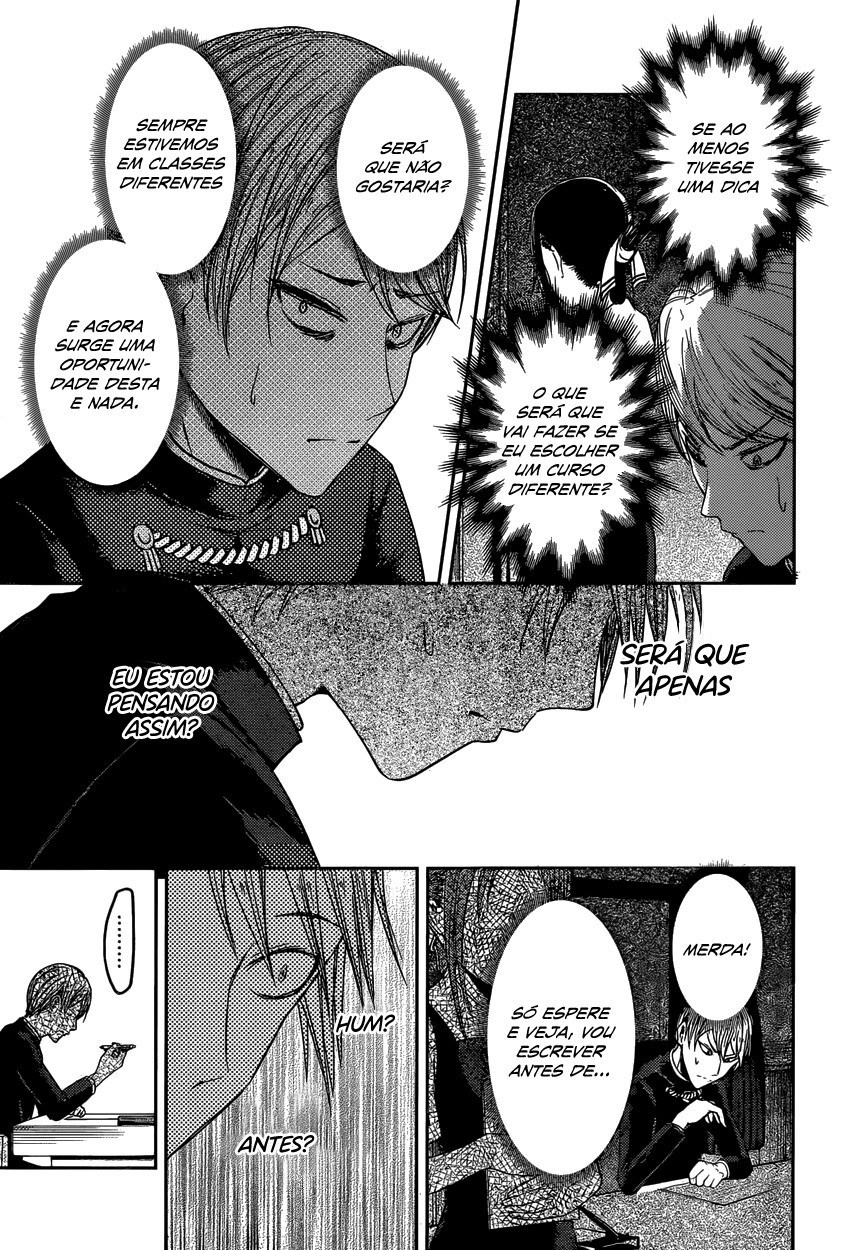 SE AO
MENOS
TIVESSE
UMA DICA
O QUE
SERÁ QUE
VAI FAZER SE
EU ESCOLHER
UM CURSO
DIFERENTE?
SERÁ
QUE NÃO
GOSTARIA?
SEMPRE
ESTIVEMOS
EM CLASSES
DIFERENTES
E AGORA
SURGE UMA
OPORTUNI-
DADE DESTA
E NADA.
SERÁ QUE
APENAS
EU ESTOU
PENSANDO
ASSIM?
MERDA!
SÓ ESPERE
E VEJA, VOU
ESCREVER
ANTES DE...
HUM?
ANTES?
........